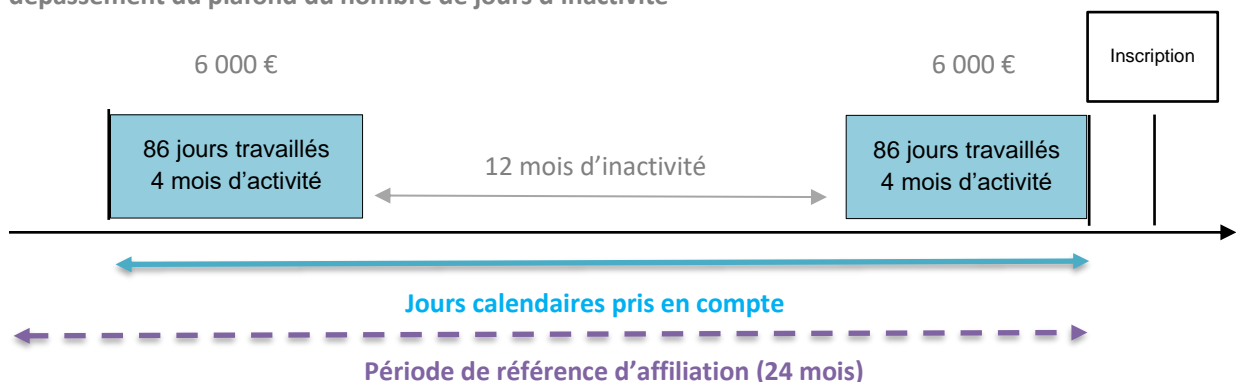 dépassement du plafond du nombre de jours d'inactivité
6 000 €
6 000 €
Inscription
86 jours travaillés
4 mois d'activité
12 mois d'inactivité
86 jours travaillés
4 mois d'activité
Jours calendaires pris en compte
Période de référence d'affiliation (24 mois)